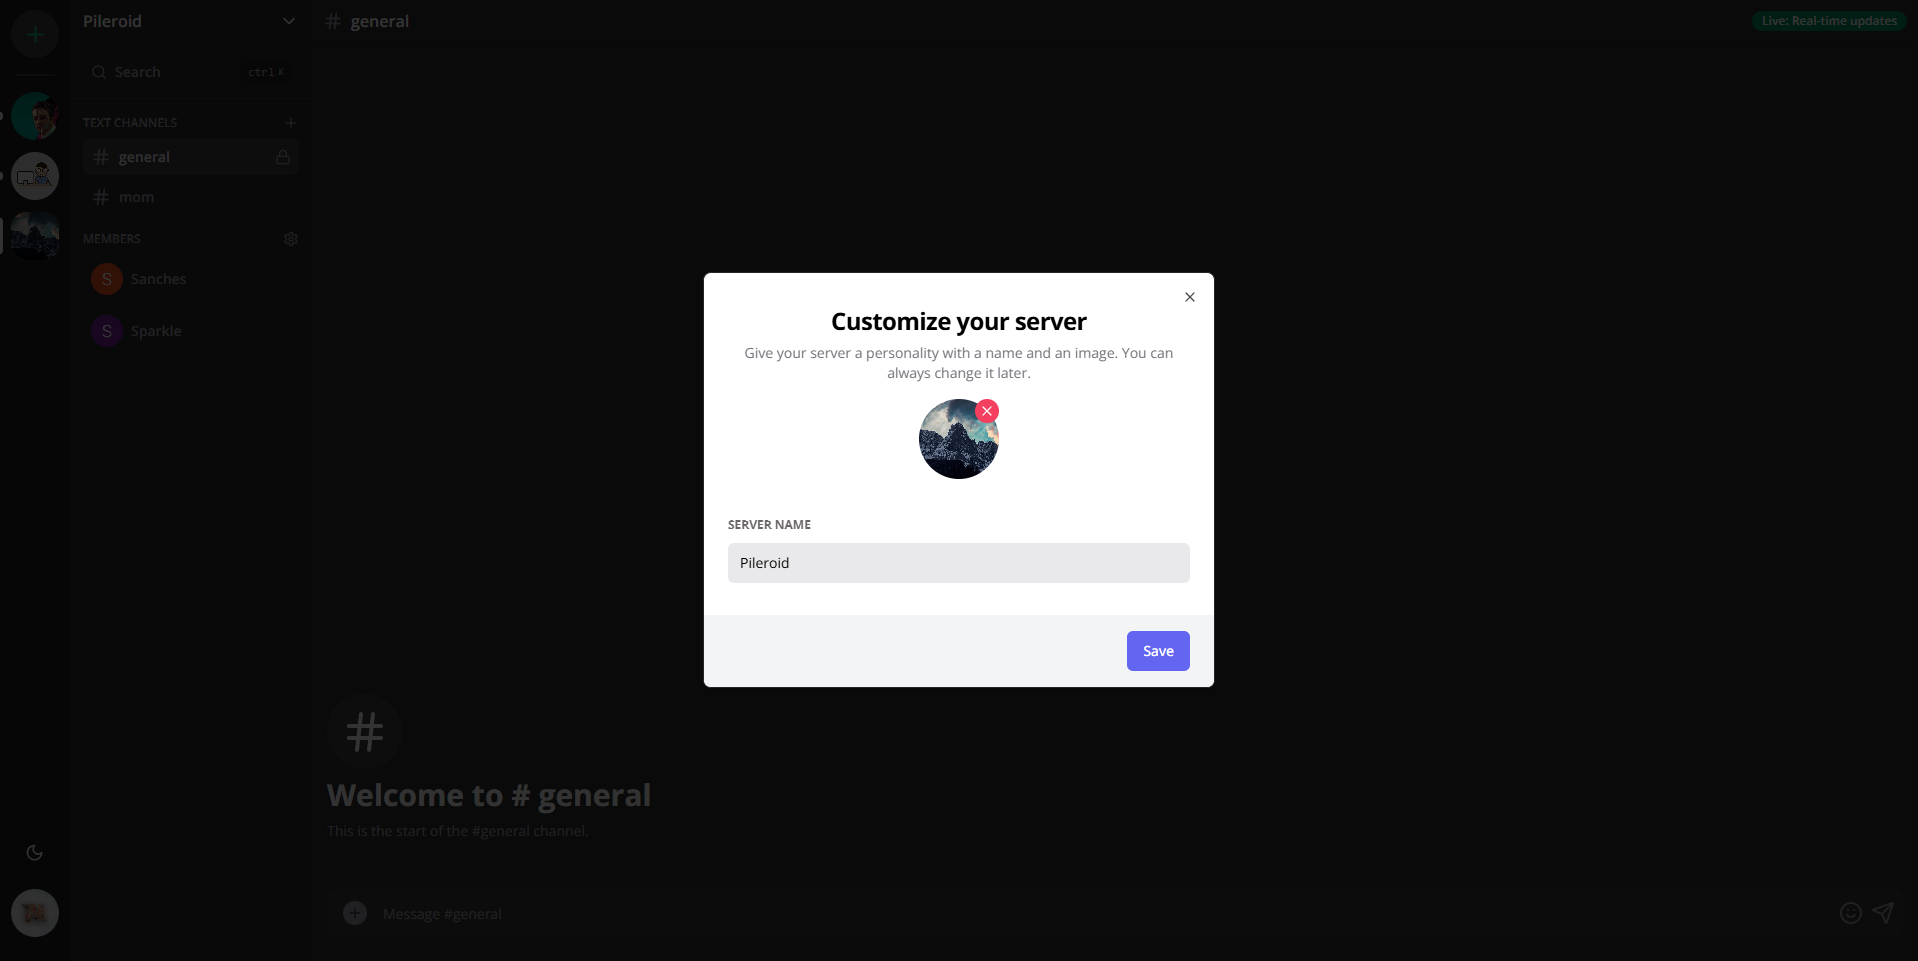 Pileroid
# general
Live: Real-time updates
Search
ctrl K
TEXT CHANNELS
general
mom
MEMBERS
S Sanches
S Sparkle
Customize your server
Give your server a personality with a name and an image. You can
always change it later.
SERVER NAME
Pileroid
Save
#
Welcome to # general
This is the start of the #general channel.
Message #general